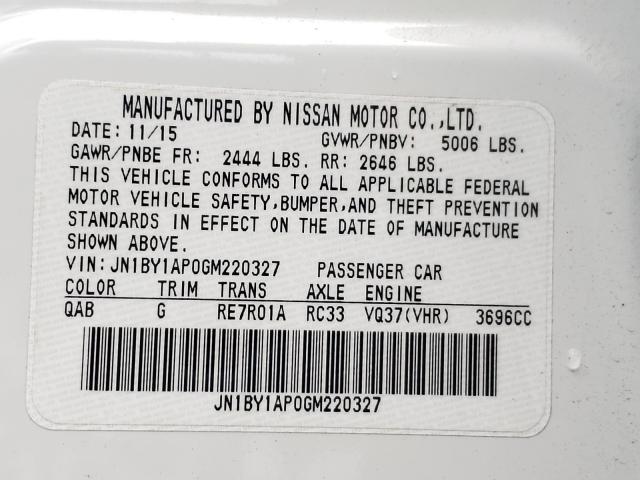 MANUFACTURED BY NISSAN MOTOR CO.,LTD.
DATE: 11/15 GVWR/PNBV: 5006 LBS.
GAWR/PNBE FR: 2444 LBS. RR: 2646 LBS.
THIS VEHICLE CONFORMS TO ALL APPLICABLE FEDERAL
MOTOR VEHICLE SAFETY,BUMPER,AND THEFT PREVENTION
STANDARDS IN EFFECT ON THE DATE OF MANUFACTURE
SHOWN ABOVE.
VIN:JN1BY1AP0GM220327 PASSENGER CAR
COLOR TRIM TRANS AXLE ENGINE
QAB G RE7R01A RC33 VQ37(VHR) 3696CC
JN1BY1AP0GM220327